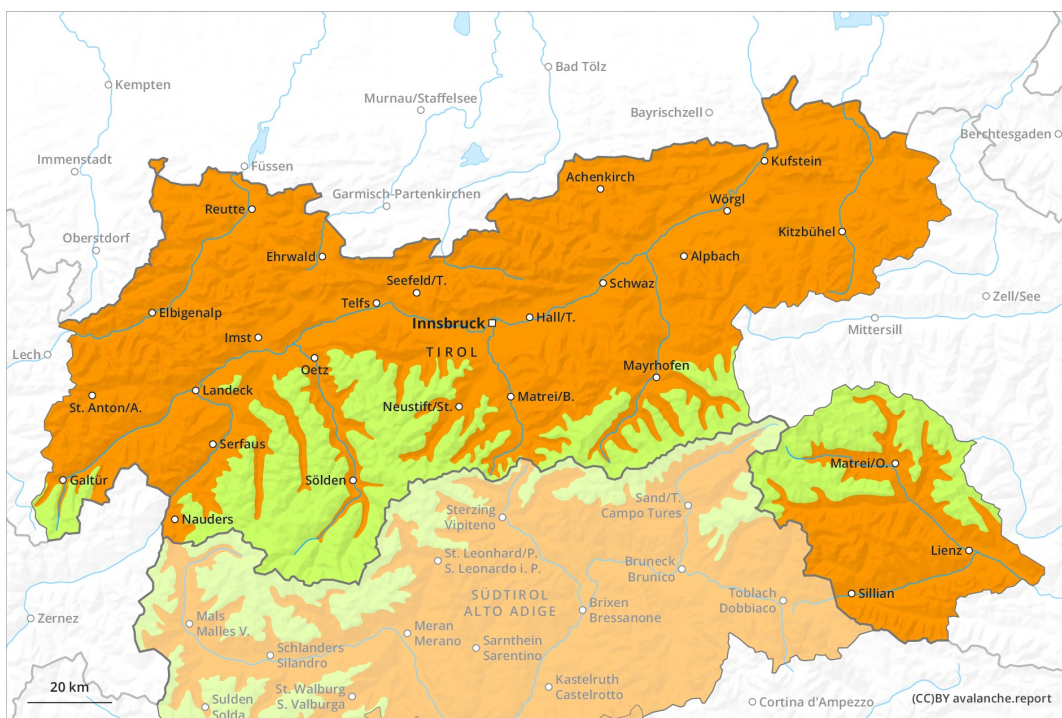 Kempten
Bad Tölz
Murnau/Staffelsee
Bayrischzell
Berchtesgaden
Immenstadt
Füssen
Kufstein
Achenkirch
Garmisch-Partenkirchen
Wörgl
Reutte
Kitzbühel
Oberstdorf
Ehrwald
Alpbach
Seefeld/T.
Schwaz
Zell/See
Telfs
Elbigenalp
Hall/T.
Innsbruck
Mittersill
Imst
Lech
TIROL
Oetz
Mayrhofen
Landeck
St. Anton/A.
Neustift/St.
Matrei/B.
Serfaus
Matrei/O.
Galtür
Sölden
Sand/T.
Campo Tures
Sterzing
Vipiteno
Nauders
Lienz
St. Leonhard/P.
S. Leonardo i. P.
Bruneck
Brunico
SÜDTIROL
ALTO ADIGE
Sillian
Toblach
Dobbiaco
Brixen
Bressanone
Zernez
Mals
Malles V.
Meran
Merano
Sarnthein
Sarentino
Schlanders
Silandro
Kastelruth
Castelrotto
20 km
St. Walburg
S. Valburga
Sulden
Solda
Cortina d'Ampezzo
(CC)BY avalanche.report